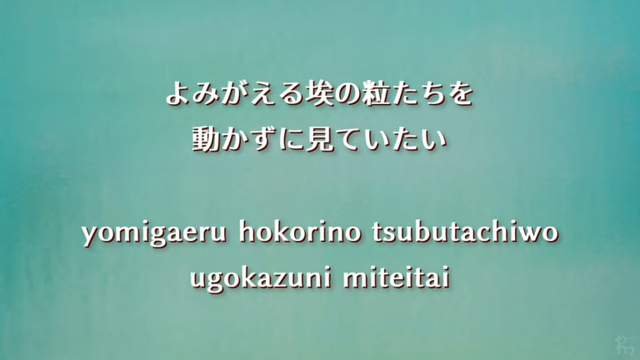 よみがえる埃の粒たちを
動かずに見ていたい
yomigaeru hokorino tsubutachiwo
ugokazuni miteitai